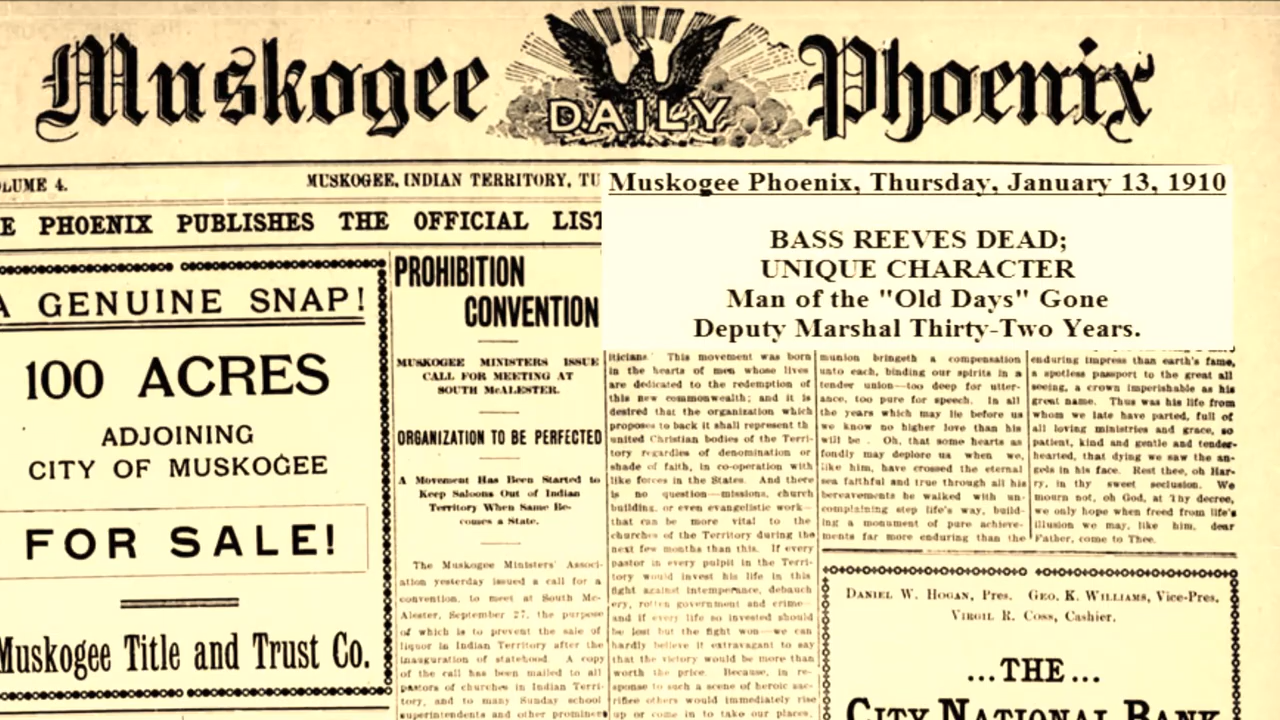 Muskogee DAILY Phoenix
LUME 4.
MUSKOGEE, INDIAN TERRITORY, TU
Muskogee Phoenix, Thursday, January 13, 1910
E PHOENIX PUBLISHES THE OFFICIAL LIST
BASS REEVES DEAD;
UNIQUE CHARACTER
Man of the "Old Days" Gone
Deputy Marshal Thirty-Two Years.
A GENUINE SNAP!
100 ACRES
ADJOINING
CITY OF MUSKOGEE
FOR SALE!
Muskogee Title and Trust Co.
PROHIBITION
CONVENTION
MUSKOGEE MINISTERS ISSUE
CALL FOR MEETING AT
SOUTH McALESTER.
ORGANIZATION TO BE PERFECTED
A Movement Has Been Started to
Keep Saloons Out of Indian
Territory When Same Be-
comes a State.
The Muskogee Ministers' Associ-
ation yesterday issued a call for a
convention, to meet at South Mc-
Alester, September 27, the purpose
of which is to prevent the sale of
liquor in Indian Territory after the
inauguration of statehood. A copy
of the call has been mailed to all
pastors of churches in Indian Terri-
tory, and to many Sunday school
superintendents and other prominen
iticians. This movement was born
in the hearts of men whose lives
are dedicated to the redemption of
this new commonwealth; and it is
desired that the organization which
proposes to back it shall represent th
united Christian bodies of the Terri-
tory regardles of denomination or
shade of faith, in co-operation with
like forces in the States. And there
is no question—missions, church
building, or even evangelistic work—
that can be more vital to the
churches of the Territory during the
next few months than this. If every
pastor in every pulpit in the Terri-
tory would invest his life in this
fight against intemperance, debauch
ery, rotten government and crime—
and if every life so invested should
be lost but the fight won—we can
hardly believe it extravagant to say
that the victory would be more than
worth the price. Because, in re-
sponse to such a scene of heroic sac-
rifice others would immediately rise
up or come in to take our places,
munion bringeth a compensation
unto each, binding our spirits in a
tender union—too deep for utter-
ance, too pure for speech. In all
the years which may lie before us
we know no higher love than his
will be . Oh, that some hearts as
fondly may deplore us when we,
like him, have crossed the eternal
sea faithful and true through all his
bereavements he walked with un-
complaining step life's way, build-
ing a monument of pure achieve-
ments far more enduring than the
enduring impress than earth's fame,
a spotless passport to the great all
seeing, a crown imperishable as his
great name. Thus was his life from
whom we late have parted, full of
all loving ministries and grace, so
patient, kind and gentle and tender-
hearted, that dying we saw the an-
gels in his face. Rest thee, oh Har-
ry, in thy sweet seclusion. We
mourn not, oh God, at Thy decree,
we only hope when freed from life's
illusion we may, like him, dear
Father, come to Thee.
DANIEL W. HOGAN, Pres. GEO. K. WILLIAMS, Vice-Pres,
VIRGIL R. COSS, Cashier.
...THE...
CITY NATIONAL BANK